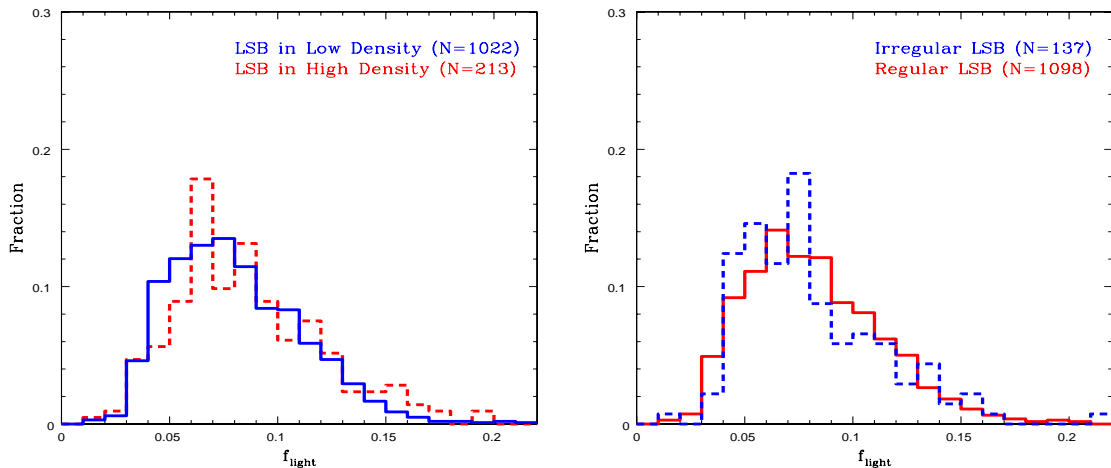 0.3
LSB in Low Density (N=1022)
LSB in High Density (N=213)
0.2
Fraction
0.1
0
0
0.05
0.1
0.15
0.2
f_light
0.3
Irregular LSB (N=137)
Regular LSB (N=1098)
0.2
Fraction
0.1
0
0
0.05
0.1
0.15
0.2
f_light